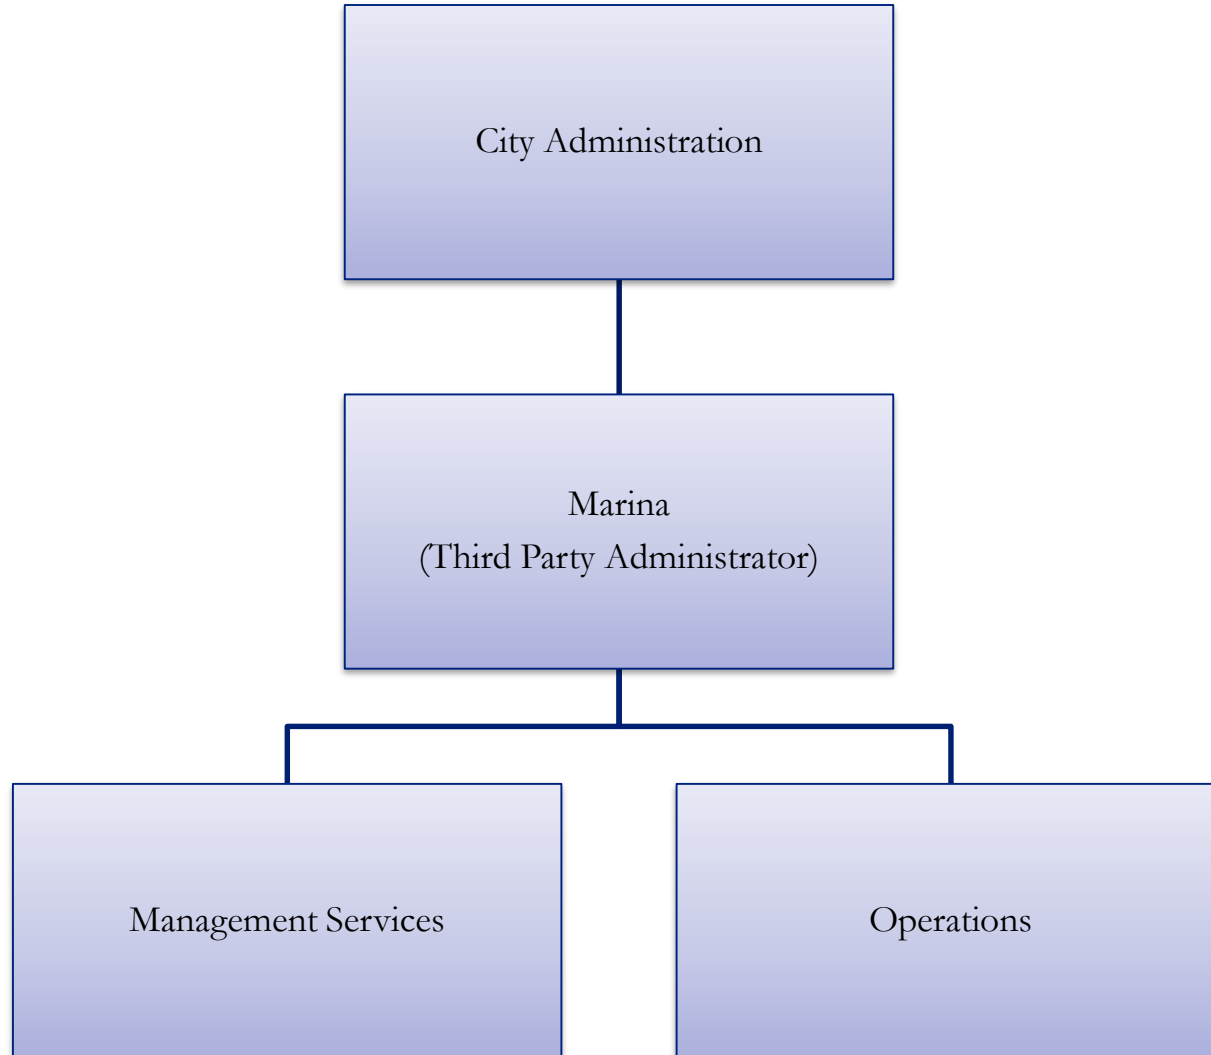 City Administration
Marina
(Third Party Administrator)
Management Services
Operations